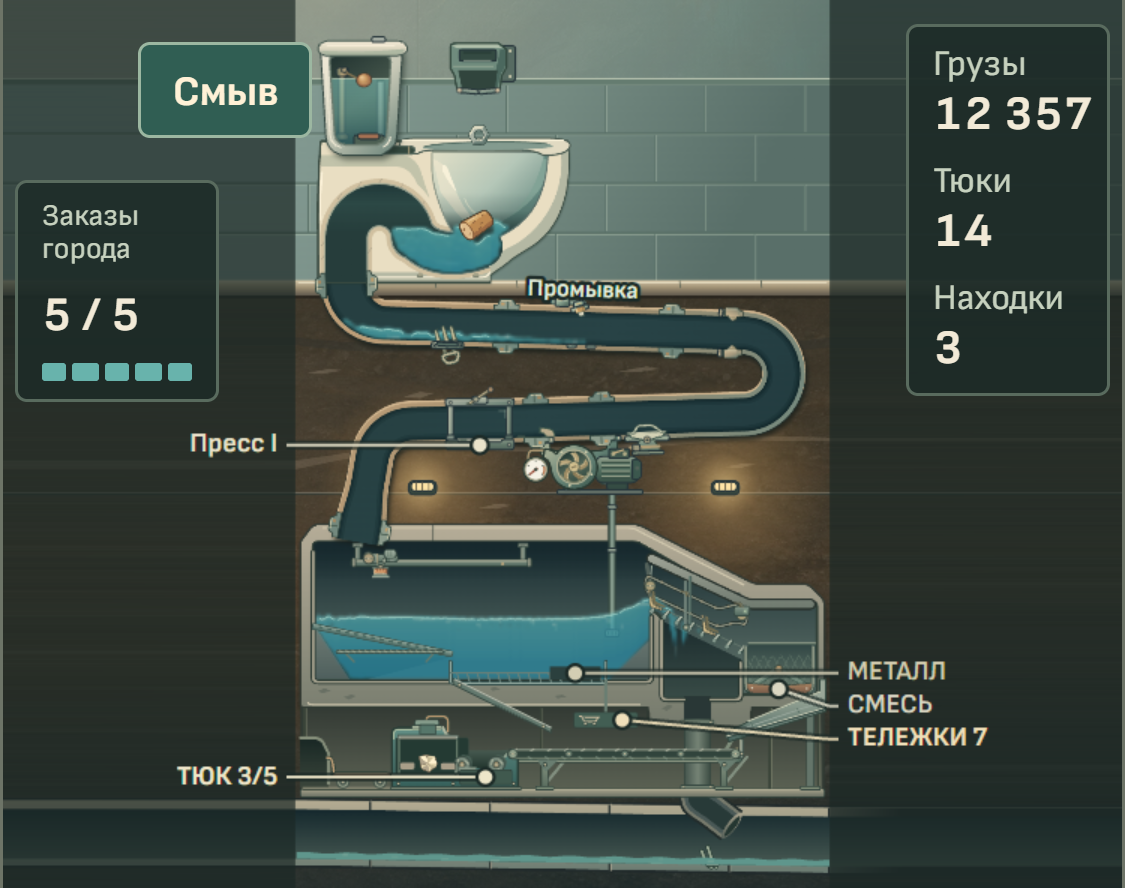 Смыв
Грузы
12 357
Тюки
14
Находки
3
Заказы
города
5 / 5
Промывка
Пресс I
МЕТАЛЛ
СМЕСЬ
ТЕЛЕЖКИ 7
ТЮК 3/5